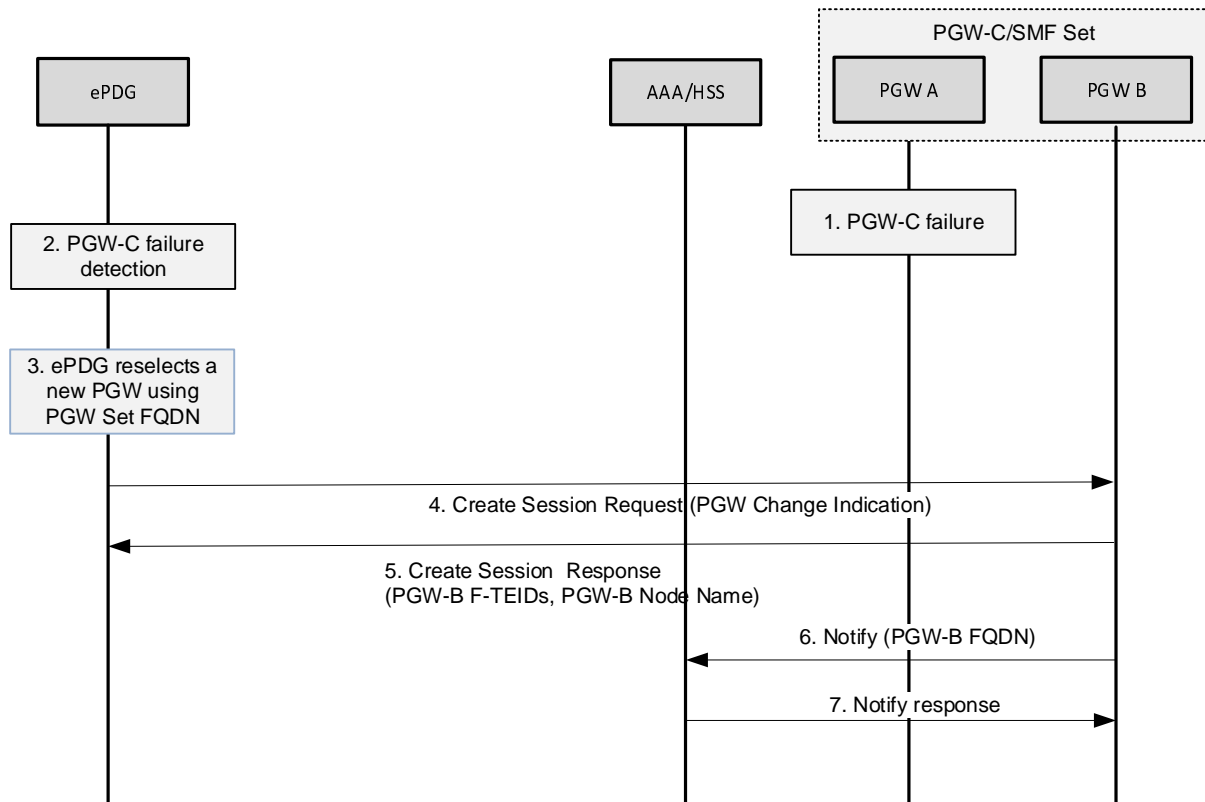 PGW-C/SMF Set
ePDG
AAA/HSS
PGW A
PGW B
1. PGW-C failure
2. PGW-C failure
detection
3. ePDG reselects a
new PGW using
PGW Set FQDN
4. Create Session Request (PGW Change Indication)
5. Create Session Response
(PGW-B F-TEIDs, PGW-B Node Name)
6. Notify (PGW-B FQDN)
7. Notify response